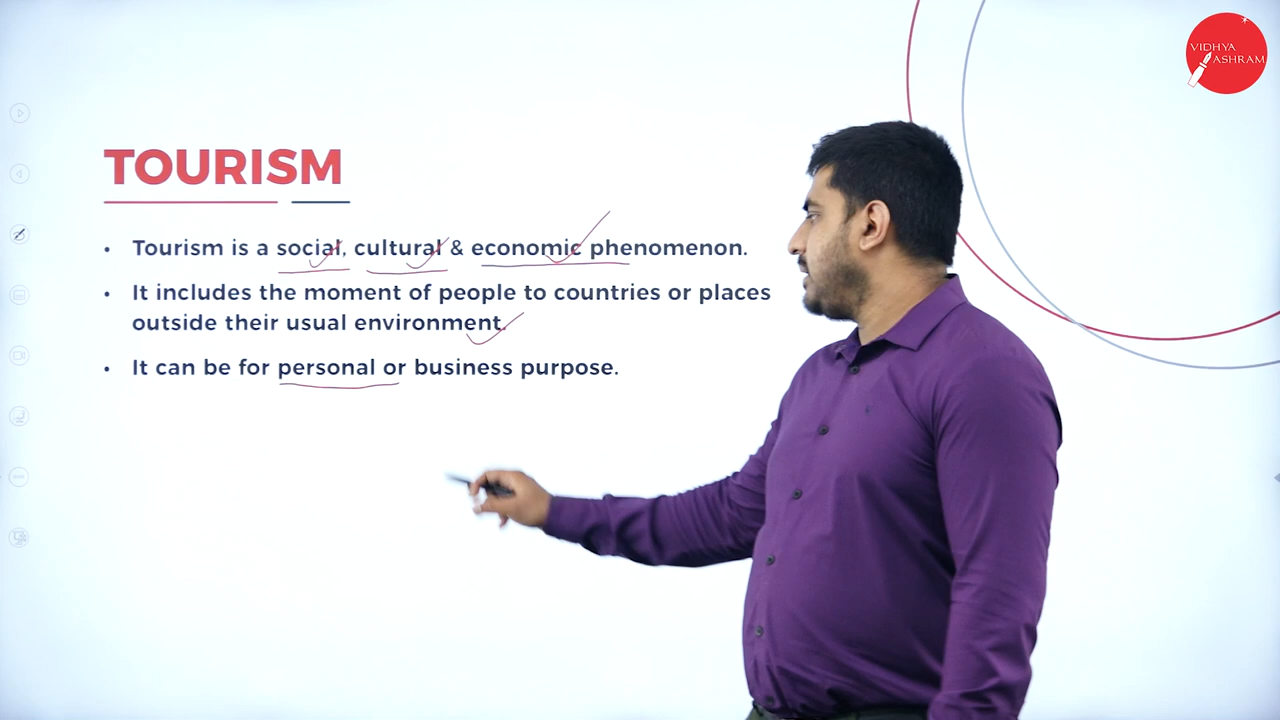 VIDHYA
ASHRAM
TOURISM
• Tourism is a social, cultural & economic phenomenon.
• It includes the moment of people to countries or places
outside their usual environment.
• It can be for personal or business purpose.